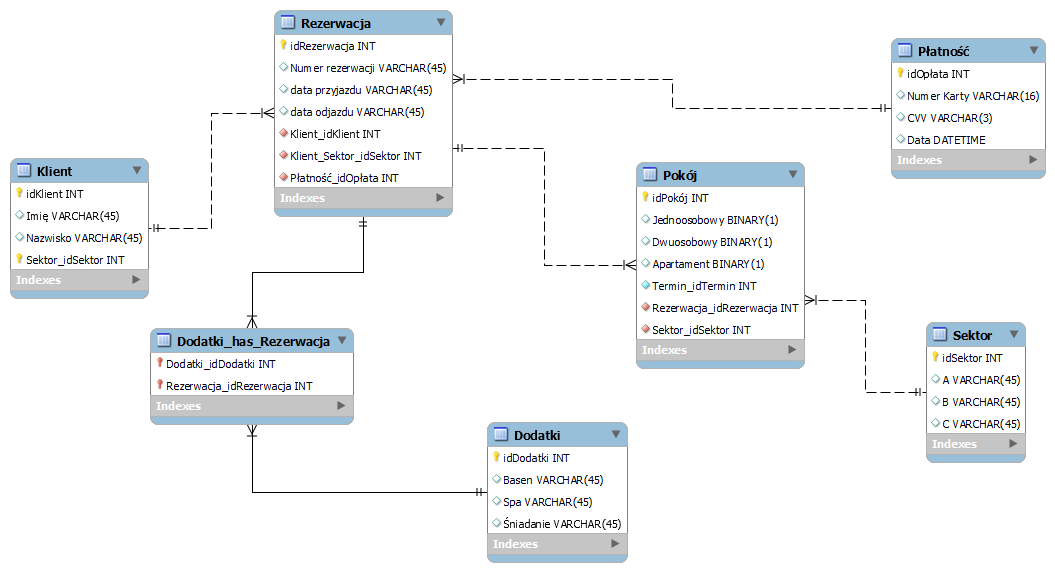 Rezerwacja
idRezerwacja INT
Numer rezerwacji VARCHAR(45)
data przyjazdu VARCHAR(45)
data odjazdu VARCHAR(45)
Klient_idKlient INT
Klient_Sektor_idSektor INT
Płatność_idOpłata INT
Indexes
Płatność
idOpłata INT
Numer Karty VARCHAR(16)
CVV VARCHAR(3)
Data DATETIME
Indexes
Klient
idKlient INT
Imię VARCHAR(45)
Nazwisko VARCHAR(45)
Sektor_idSektor INT
Indexes
Pokój
idPokój INT
Jednoosobowy BINARY(1)
Dwuosobowy BINARY(1)
Apartament BINARY(1)
Termin_idTermin INT
Rezerwacja_idRezerwacja INT
Sektor_idSektor INT
Indexes
Dodatki_has_Rezerwacja
Dodatki_idDodatki INT
Rezerwacja_idRezerwacja INT
Indexes
Sektor
idSektor INT
A VARCHAR(45)
B VARCHAR(45)
C VARCHAR(45)
Indexes
Dodatki
idDodatki INT
Basen VARCHAR(45)
Spa VARCHAR(45)
Śniadanie VARCHAR(45)
Indexes